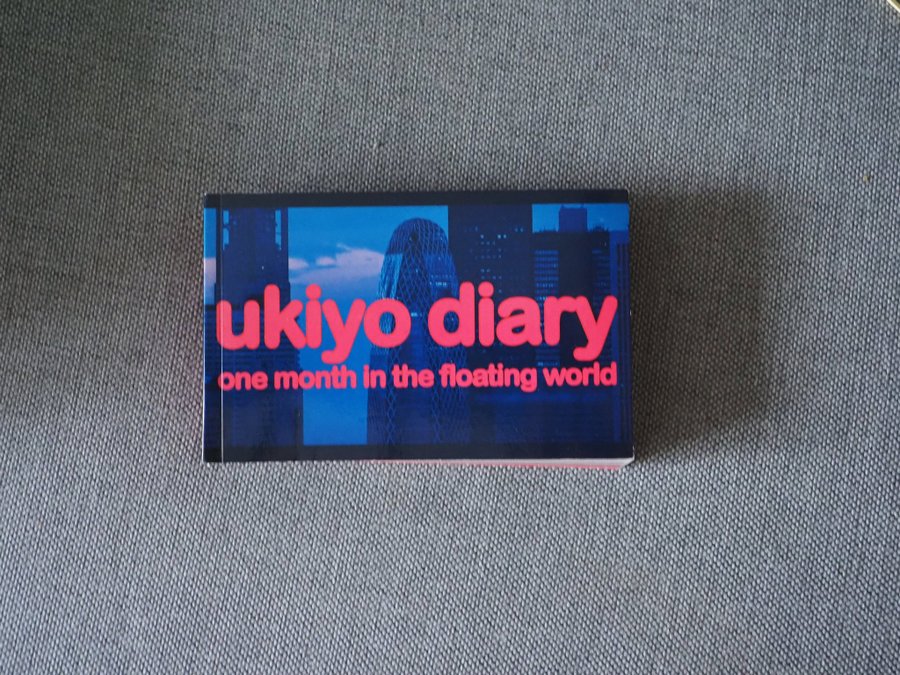 ukiyo diary
one month in the floating world